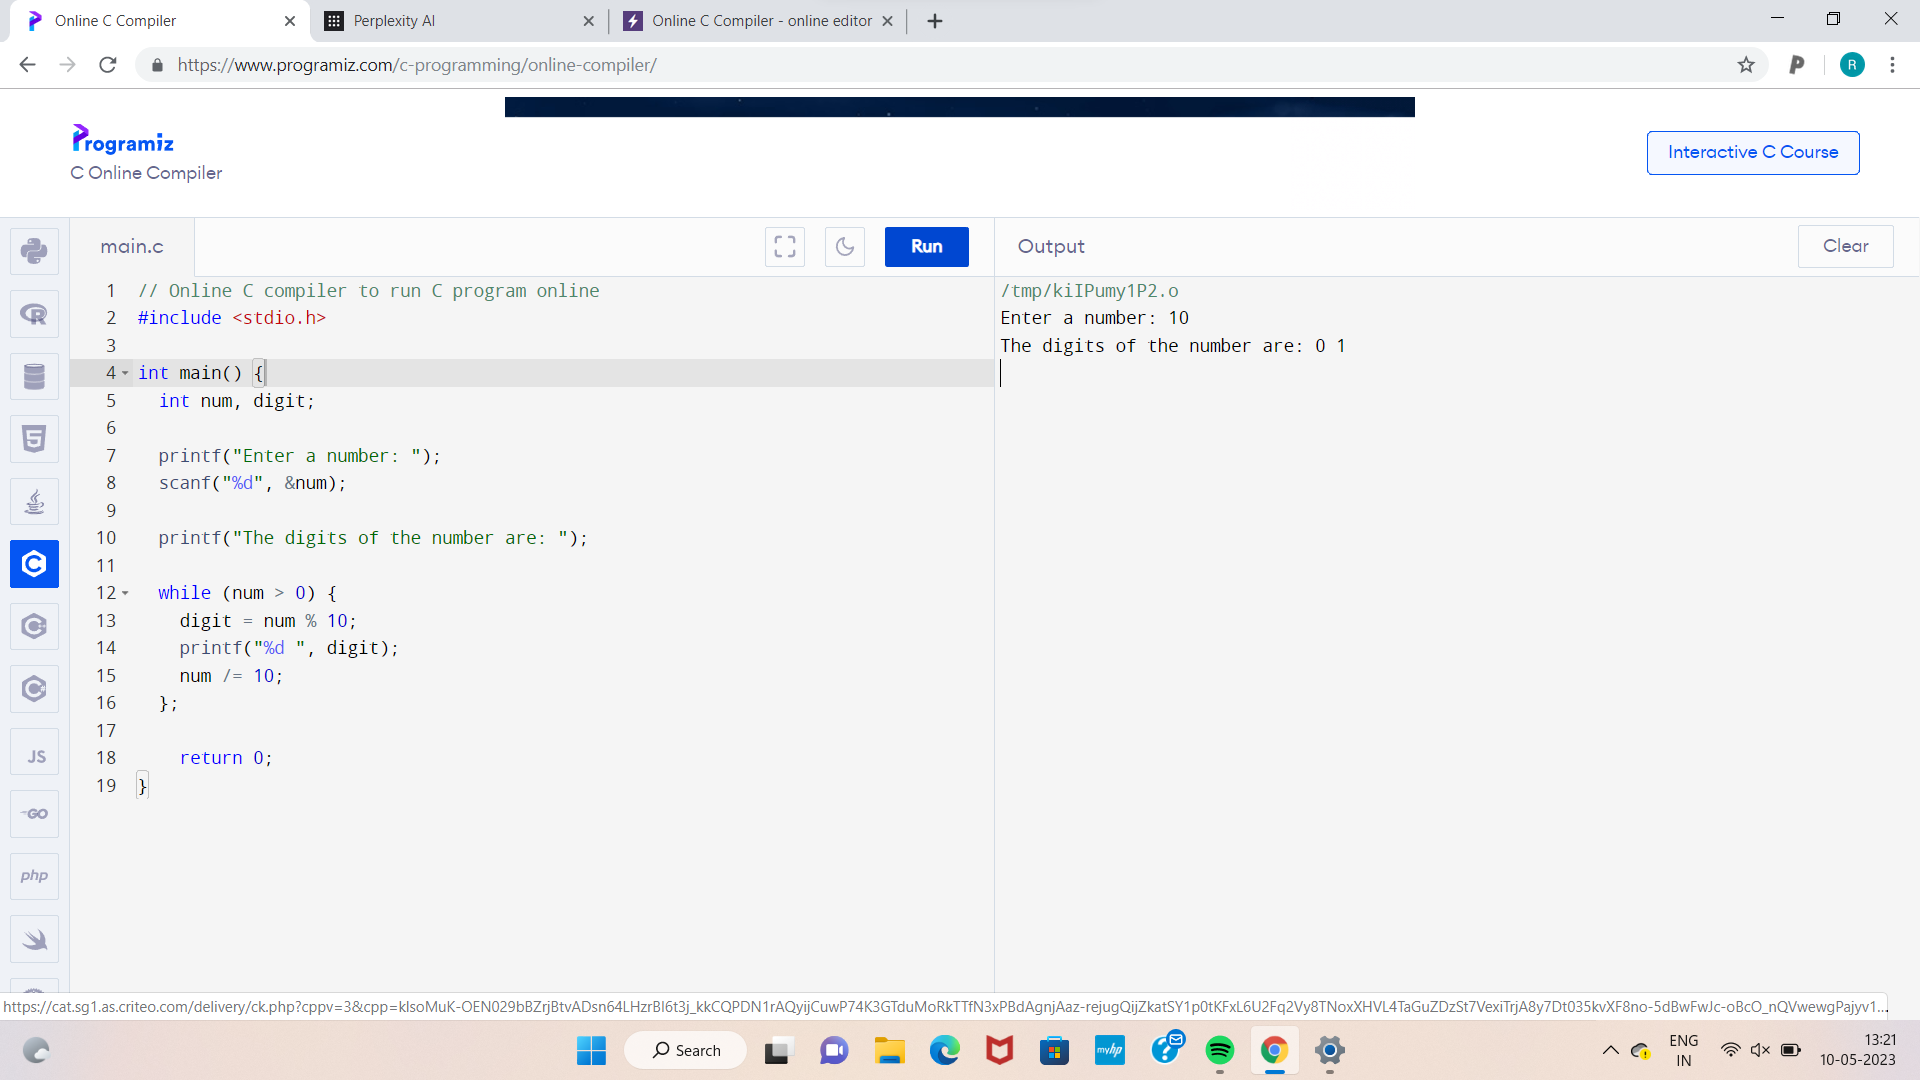 Online C Compiler
Perplexity AI
Online C Compiler - online editor
https://www.programiz.com/c-programming/online-compiler/
R
Programiz
C Online Compiler
Interactive C Course
main.c
Run
Output
Clear
1 // Online C compiler to run C program online
2 #include <stdio.h>
3
4 int main() {
5 int num, digit;
6
7 printf("Enter a number: ");
8 scanf("%d", &num);
9
10 printf("The digits of the number are: ");
11
12 while (num > 0) {
13 digit = num % 10;
14 printf("%d ", digit);
15 num /= 10;
16 };
17
18 return 0;
19 }
/tmp/kiIPumy1P2.o
Enter a number: 10
The digits of the number are: 0 1
R
5
C
C
C
JS
GO
php
https://cat.sg1.as.criteo.com/delivery/ck.php?cppv=3&cpp=
Search
myhp
ENG
IN
13:21
10-05-2023